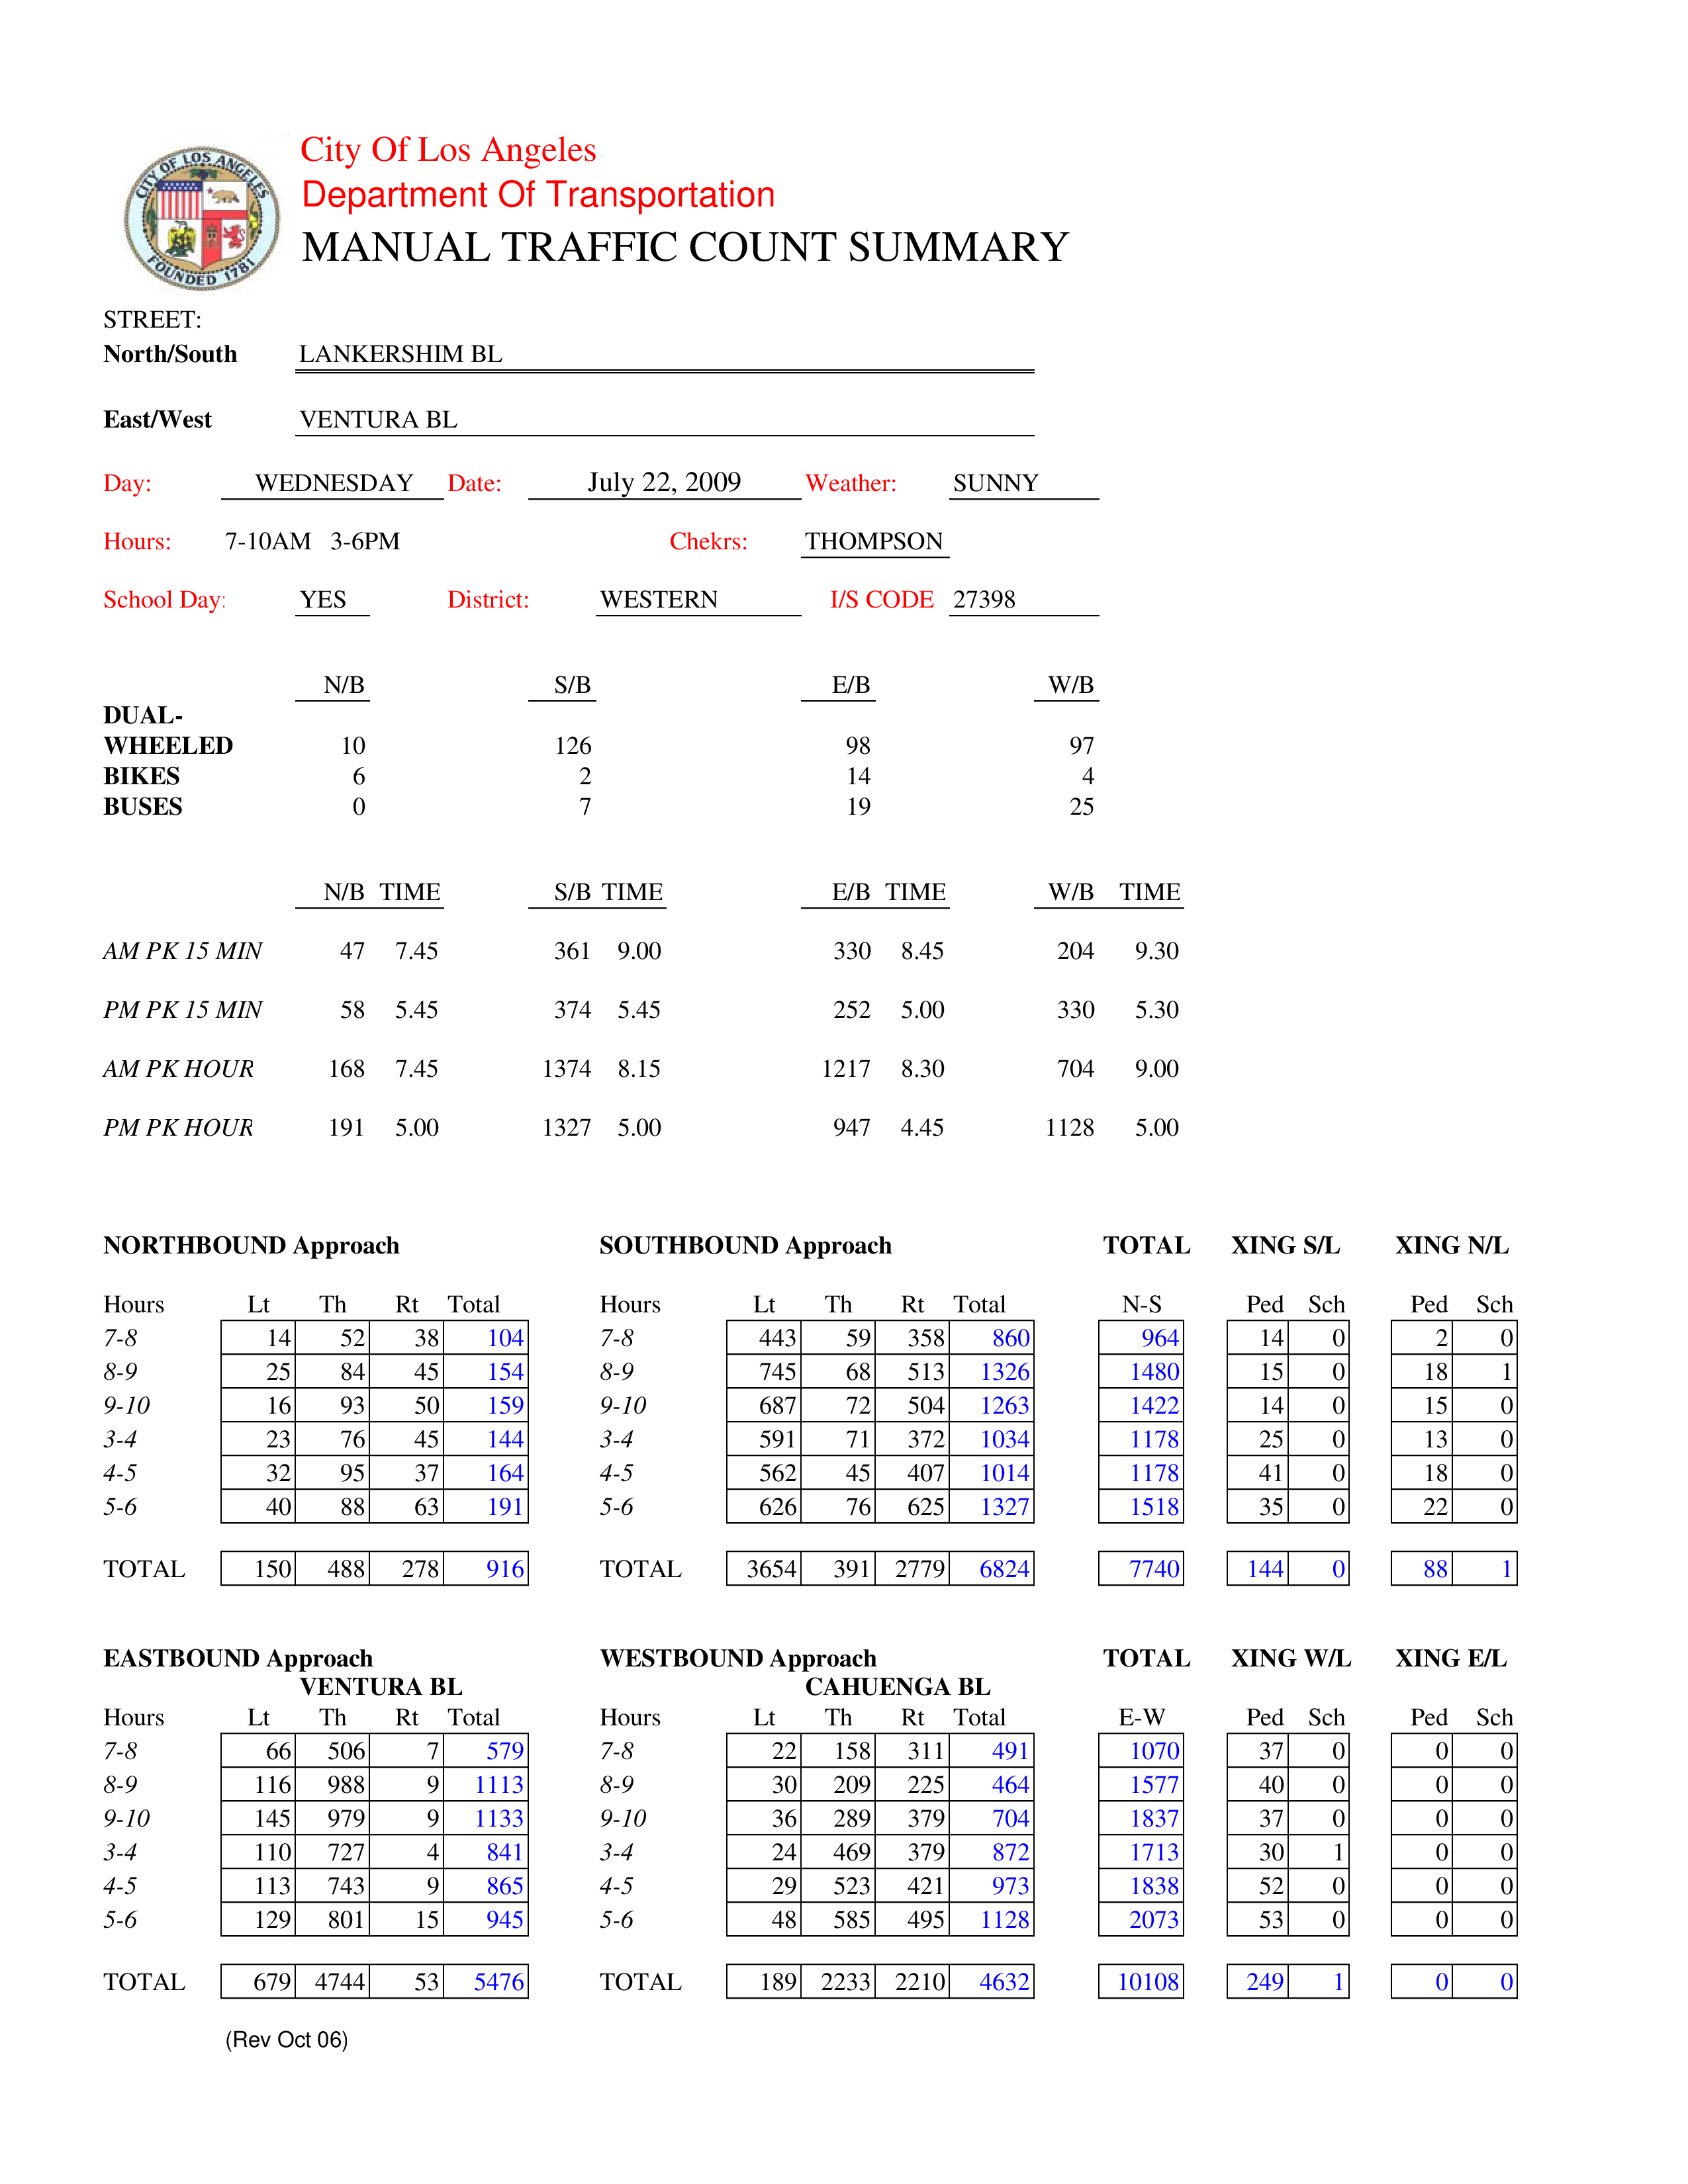 CITY OF LOS ANGELES
FOUNDED 1781
City Of Los Angeles
Department Of Transportation
MANUAL TRAFFIC COUNT SUMMARY
STREET:
North/South LANKERSHIM BL
East/West VENTURA BL
Day: WEDNESDAY Date: July 22, 2009 Weather: SUNNY
Hours: 7-10AM 3-6PM Chekrs: THOMPSON
School Day: YES District: WESTERN I/S CODE 27398
N/B S/B E/B W/B
DUAL-
WHEELED 10 126 98 97
BIKES 6 2 14 4
BUSES 0 7 19 25
N/B TIME S/B TIME E/B TIME W/B TIME
AM PK 15 MIN 47 7.45 361 9.00 330 8.45 204 9.30
PM PK 15 MIN 58 5.45 374 5.45 252 5.00 330 5.30
AM PK HOUR 168 7.45 1374 8.15 1217 8.30 704 9.00
PM PK HOUR 191 5.00 1327 5.00 947 4.45 1128 5.00
NORTHBOUND Approach SOUTHBOUND Approach TOTAL XING S/L XING N/L
Hours Lt Th Rt Total Hours Lt Th Rt Total N-S Ped Sch Ped Sch
7-8 14 52 38 104 7-8 443 59 358 860 964 14 0 2 0
8-9 25 84 45 154 8-9 745 68 513 1326 1480 15 0 18 1
9-10 16 93 50 159 9-10 687 72 504 1263 1422 14 0 15 0
3-4 23 76 45 144 3-4 591 71 372 1034 1178 25 0 13 0
4-5 32 95 37 164 4-5 562 45 407 1014 1178 41 0 18 0
5-6 40 88 63 191 5-6 626 76 625 1327 1518 35 0 22 0
TOTAL 150 488 278 916 TOTAL 3654 391 2779 6824 7740 144 0 88 1
EASTBOUND Approach WESTBOUND Approach TOTAL XING W/L XING E/L
VENTURA BL CAHUENGA BL
Hours Lt Th Rt Total Hours Lt Th Rt Total E-W Ped Sch Ped Sch
7-8 66 506 7 579 7-8 22 158 311 491 1070 37 0 0 0
8-9 116 988 9 1113 8-9 30 209 225 464 1577 40 0 0 0
9-10 145 979 9 1133 9-10 36 289 379 704 1837 37 0 0 0
3-4 110 727 4 841 3-4 24 469 379 872 1713 30 1 0 0
4-5 113 743 9 865 4-5 29 523 421 973 1838 52 0 0 0
5-6 129 801 15 945 5-6 48 585 495 1128 2073 53 0 0 0
TOTAL 679 4744 53 5476 TOTAL 189 2233 2210 4632 10108 249 1 0 0
(Rev Oct 06)